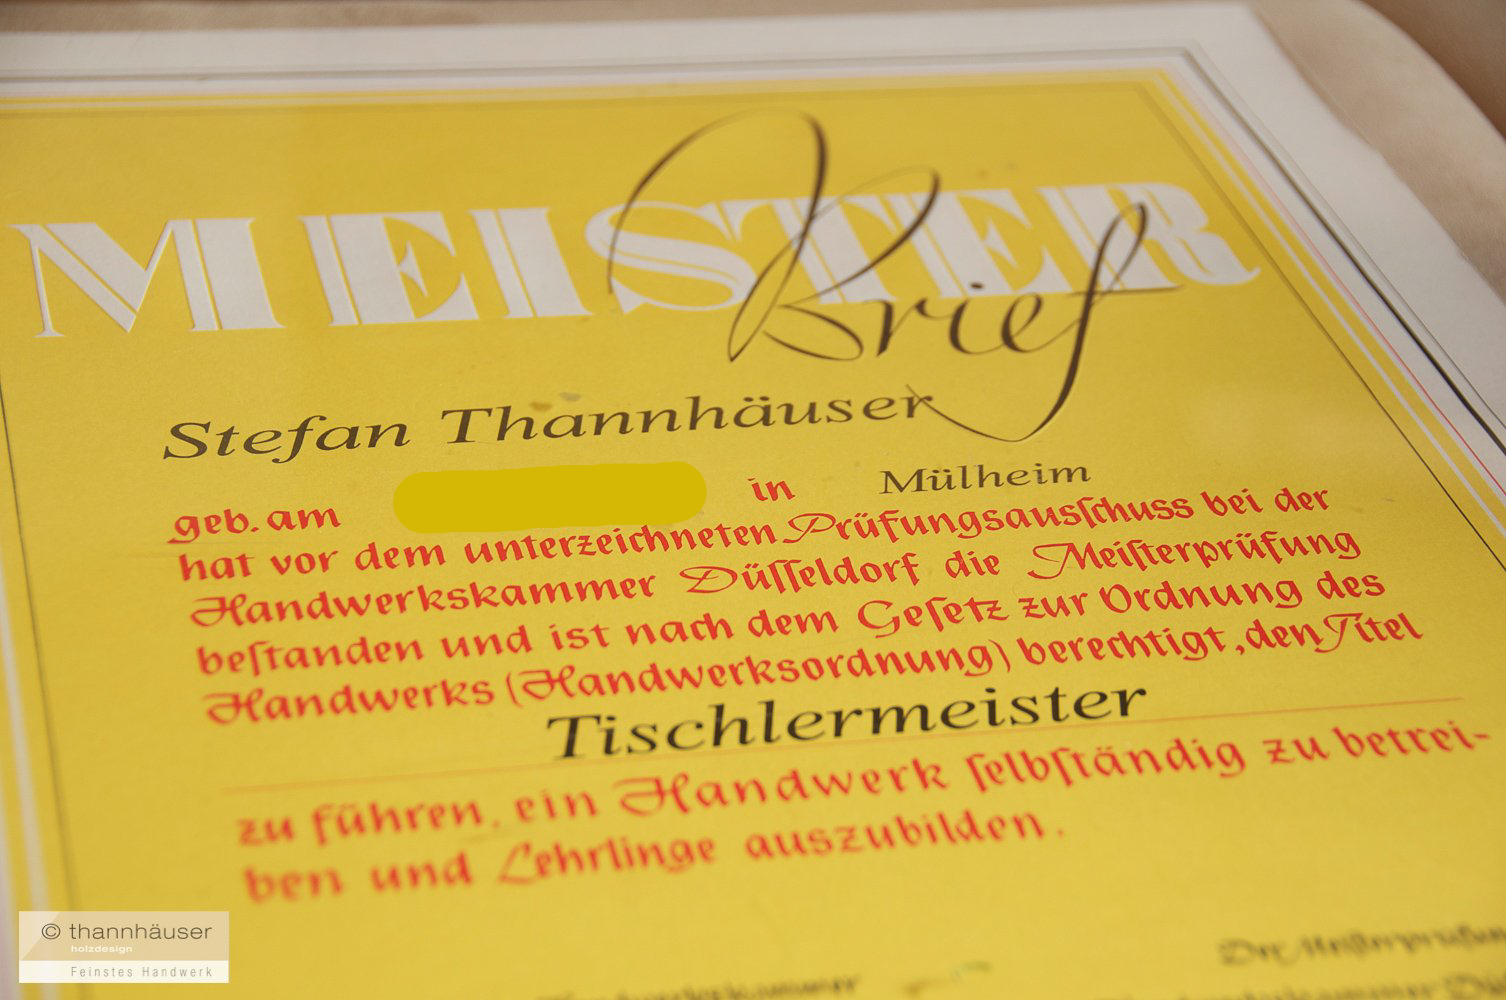 MEISTER
Brief
Stefan Thannhäuser
geb. am in Mülheim
hat vor dem unterzeichneten Prüfungsausſchuss bei der
Handwerkskammer Düſſeldorf die Meiſterprüfung
beſtanden und ist nach dem Geſetz zur Ordnung des
Handwerks (Handwerksordnung) berechtigt, den Titel
Tischlermeister
zu führen, ein Handwerk ſelbſtändig zu betrei-
ben und Lehrlinge auszubilden.
Der
© thannhäuser
holzdesign
Feinstes Handwerk